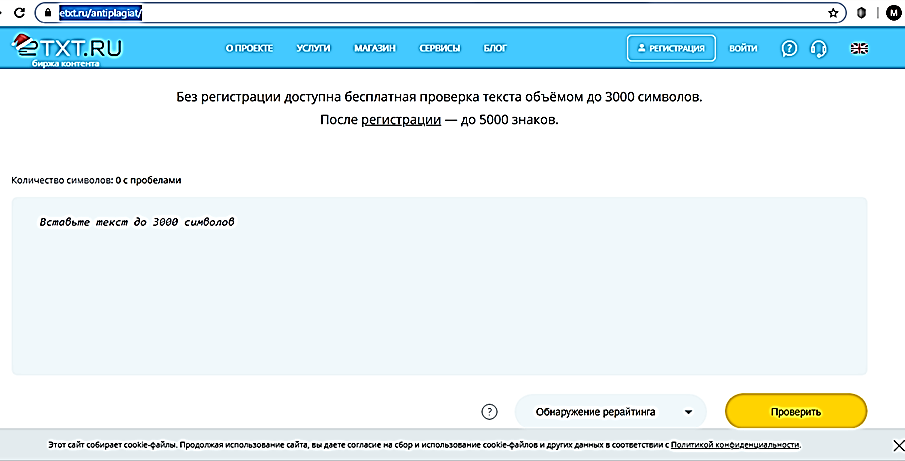 etxt.ru/antiplagiat/
M
eTXT.RU
биржа контента
О ПРОЕКТЕ УСЛУГИ МАГАЗИН СЕРВИСЫ БЛОГ
РЕГИСТРАЦИЯ ВОЙТИ ?
Без регистрации доступна бесплатная проверка текста объёмом до 3000 символов.
После регистрации — до 5000 знаков.
Количество символов: 0 с пробелами
Вставьте текст до 3000 символов
? Обнаружение рерайтинга Проверить
Этот сайт собирает cookie-файлы. Продолжая использование сайта, вы даете согласие на сбор и использование cookie-файлов и других данных в соответствии с Политикой конфиденциальности.